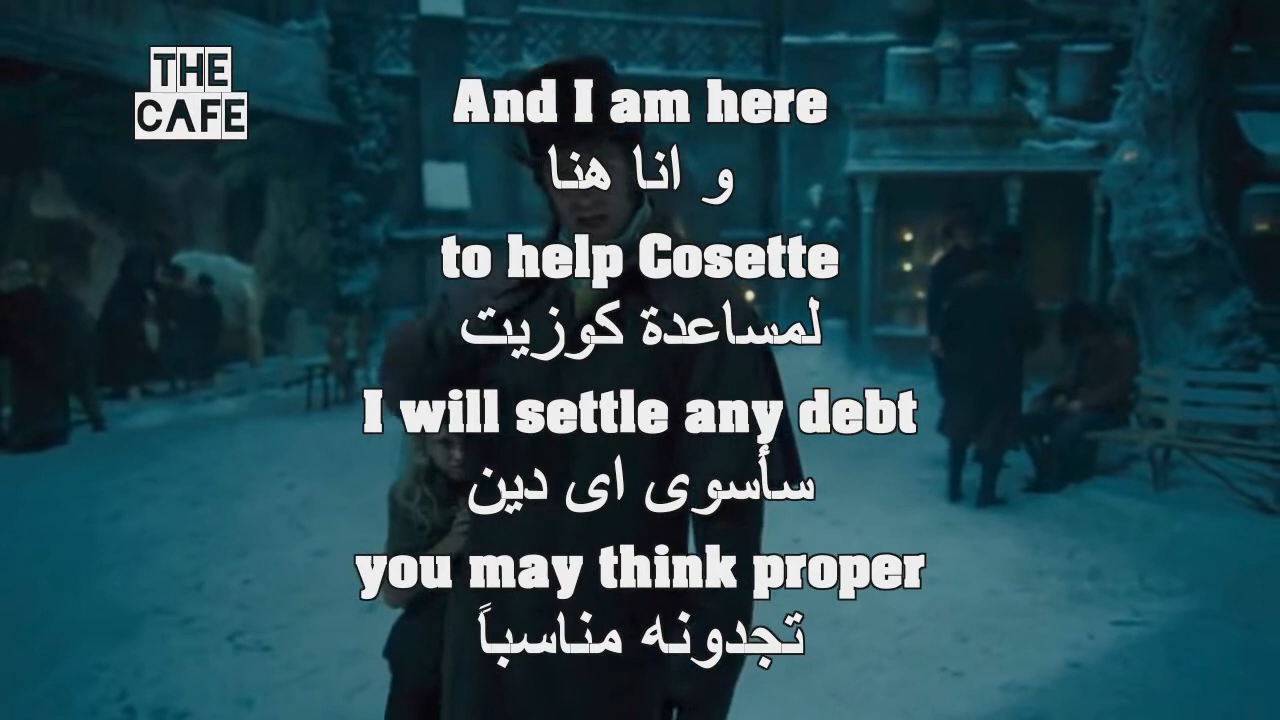 THE
CAFE
And I am here
و انا هنا
to help Cosette
لمساعدة كوزيت
I will settle any debt
سأسوى اى دين
you may think proper
تجدونه مناسباً